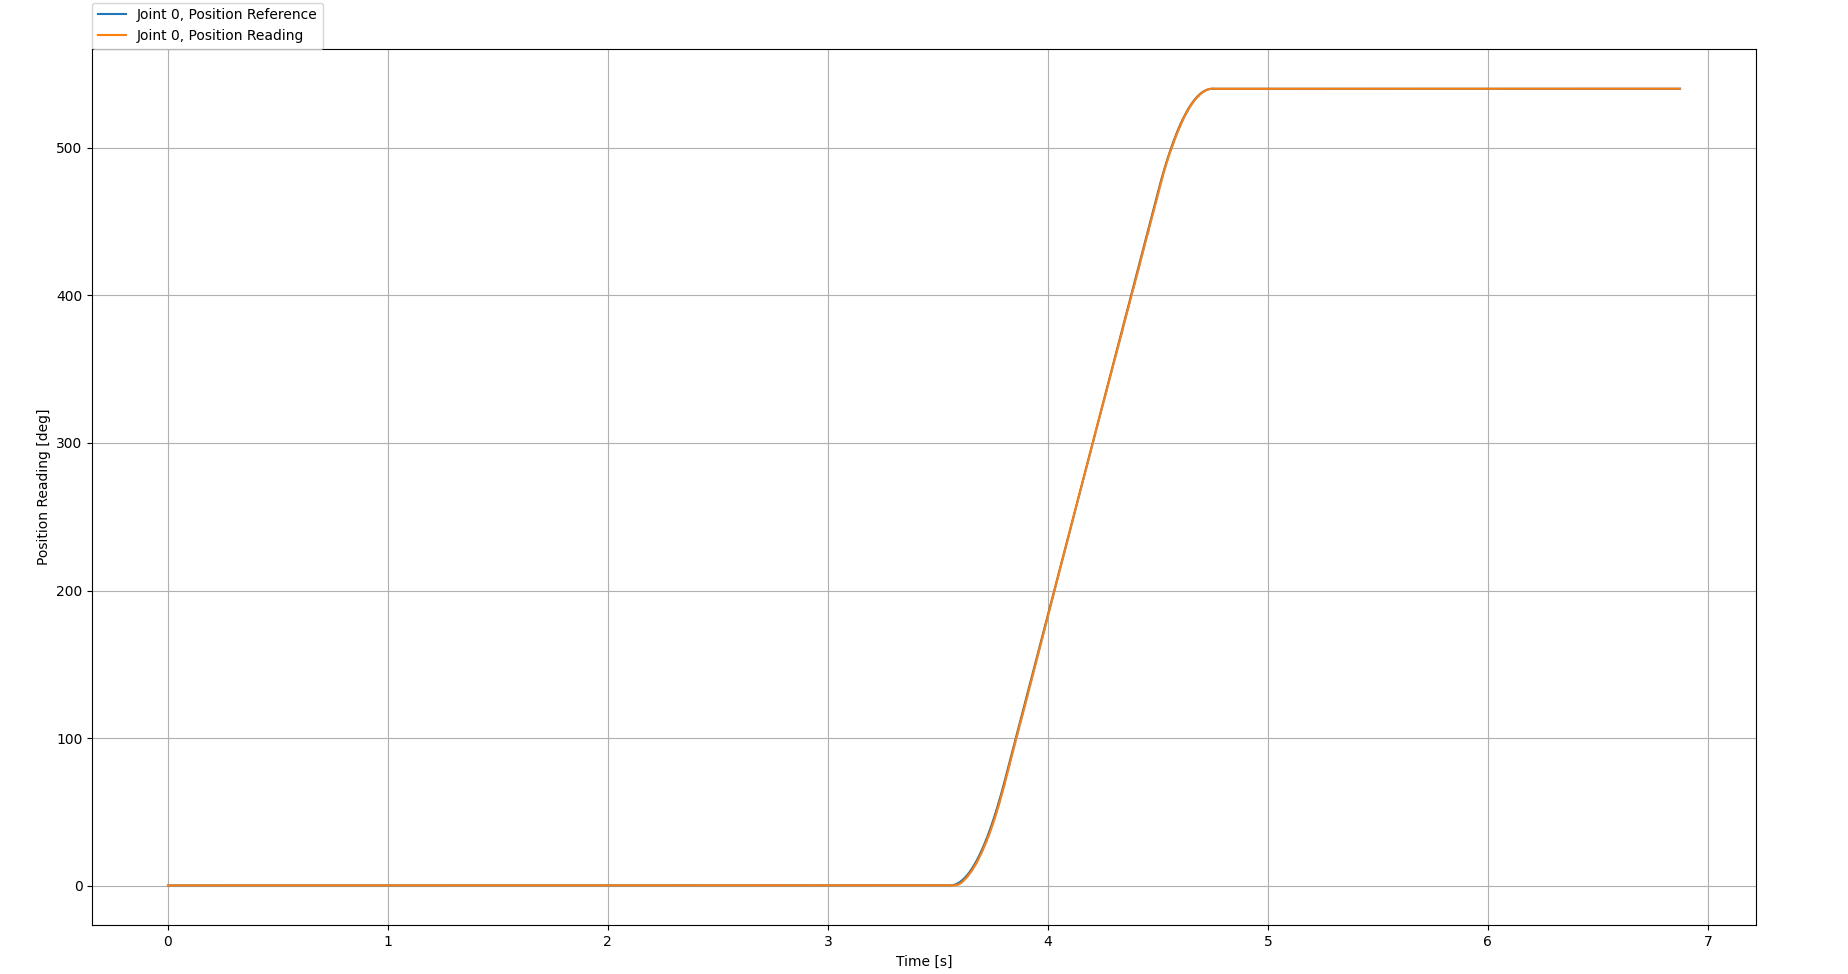 Joint 0, Position Reference
Joint 0, Position Reading
Position Reading [deg]
500
400
300
200
100
0
0 1 2 3 4 5 6 7
Time [s]